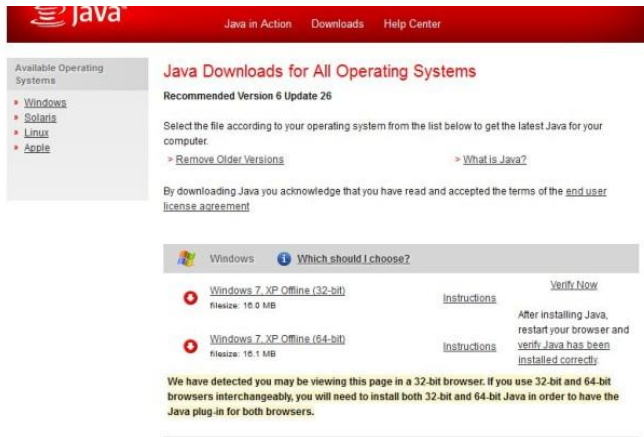 Java
Java in Action Downloads Help Center
Available Operating
Systems
Windows
Solaris
Linux
Apple
Java Downloads for All Operating Systems
Recommended Version 6 Update 26
Select the file according to your operating system from the list below to get the latest Java for your
computer.
> Remove Older Versions > What is Java?
By downloading Java you acknowledge that you have read and accepted the terms of the end user
license agreement
Windows Which should I choose?
Windows 7, XP Offline (32-bit)
filesize: 16.0 MB
Instructions
Windows 7, XP Offline (64-bit)
filesize: 16.1 MB
Instructions
Verify Now
After installing Java,
restart your browser and
verify Java has been
installed correctly.
We have detected you may be viewing this page in a 32-bit browser. If you use 32-bit and 64-bit
browsers interchangeably, you will need to install both 32-bit and 64-bit Java in order to have the
Java plug-in for both browsers.